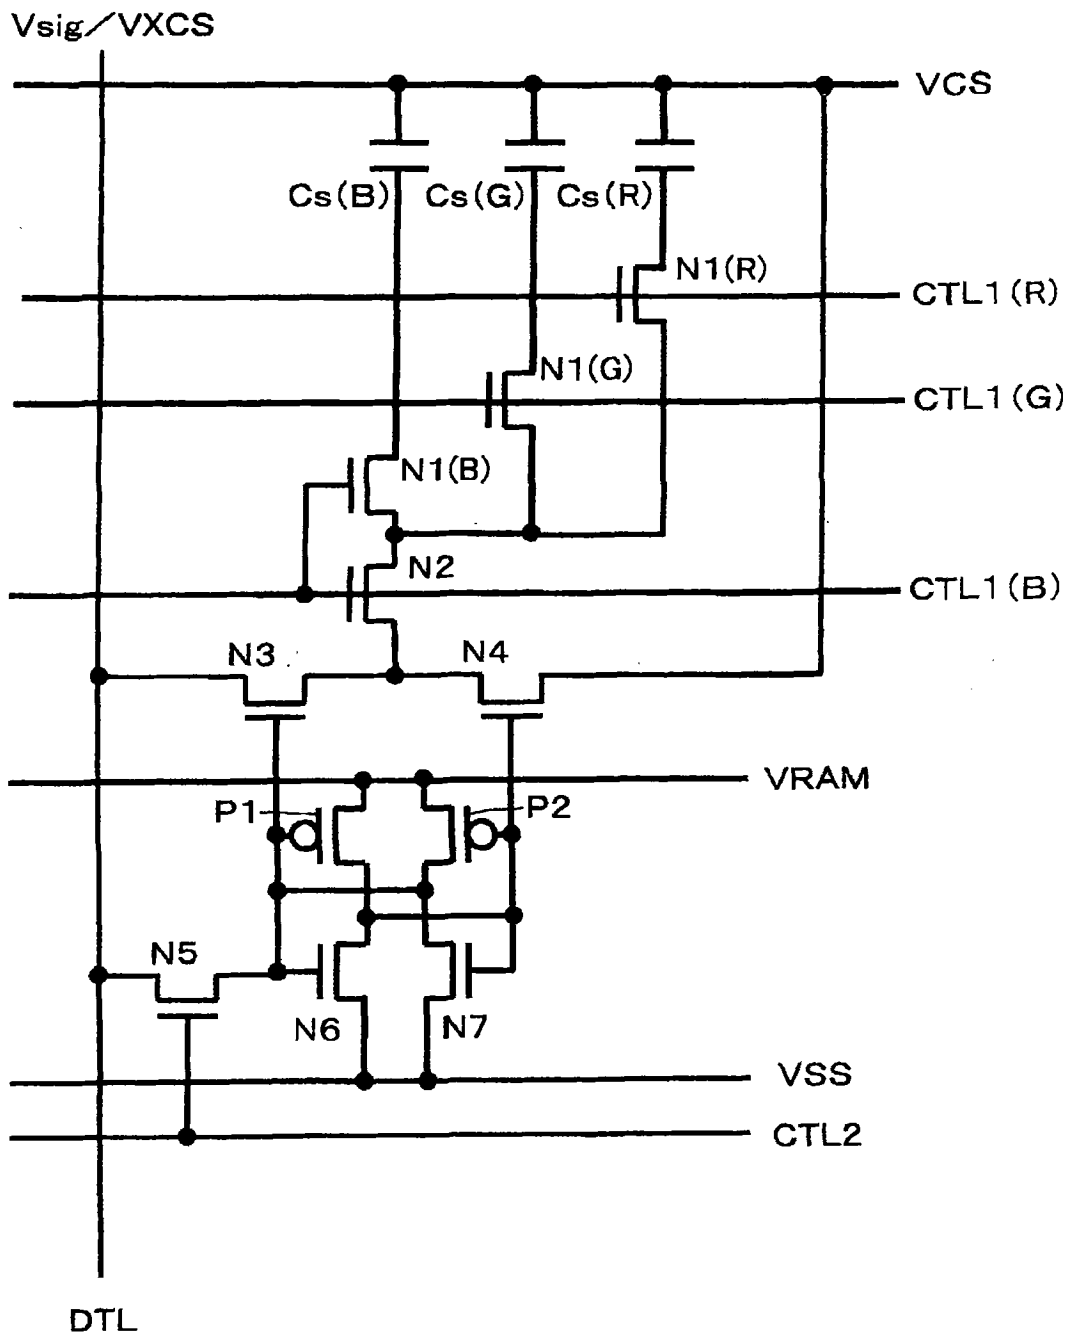 Vsig/VXCS
VCS
Cs(B)
Cs(G)
Cs(R)
N1(R)
CTL1(R)
N1(G)
CTL1(G)
N1(B)
N2
CTL1(B)
N3
N4
VRAM
P1
P2
N5
N6
N7
VSS
CTL2
DTL